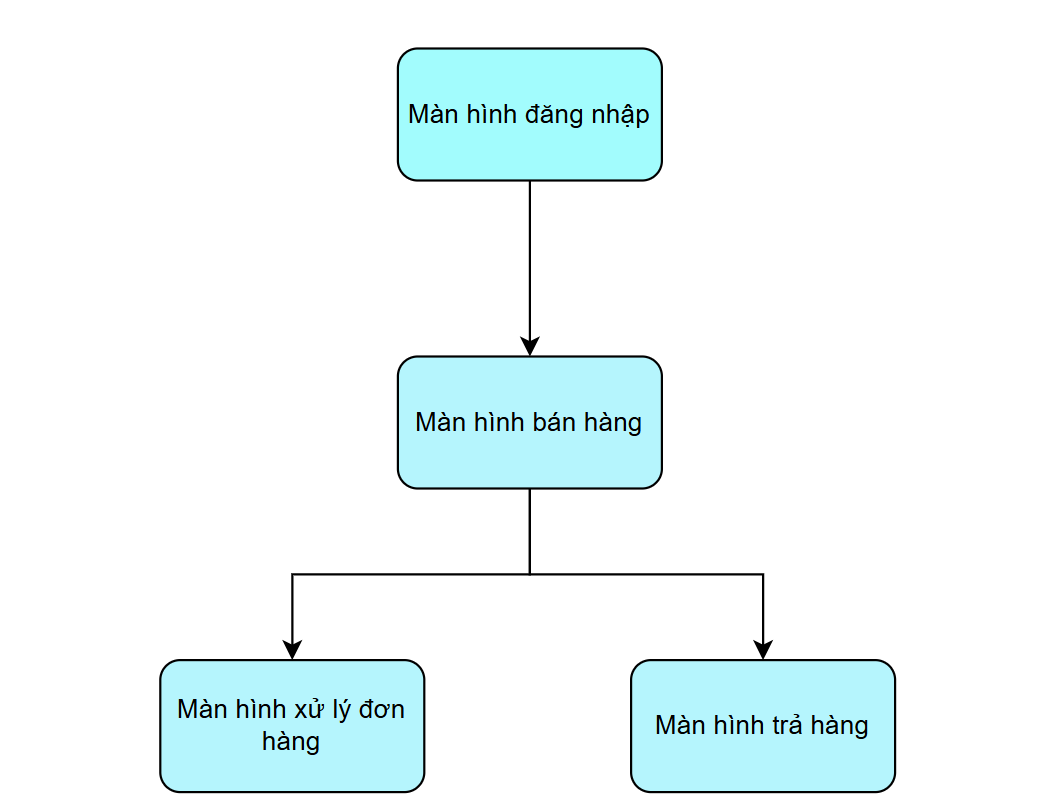 Màn hình đăng nhập
Màn hình bán hàng
Màn hình xử lý đơn
hàng
Màn hình trả hàng